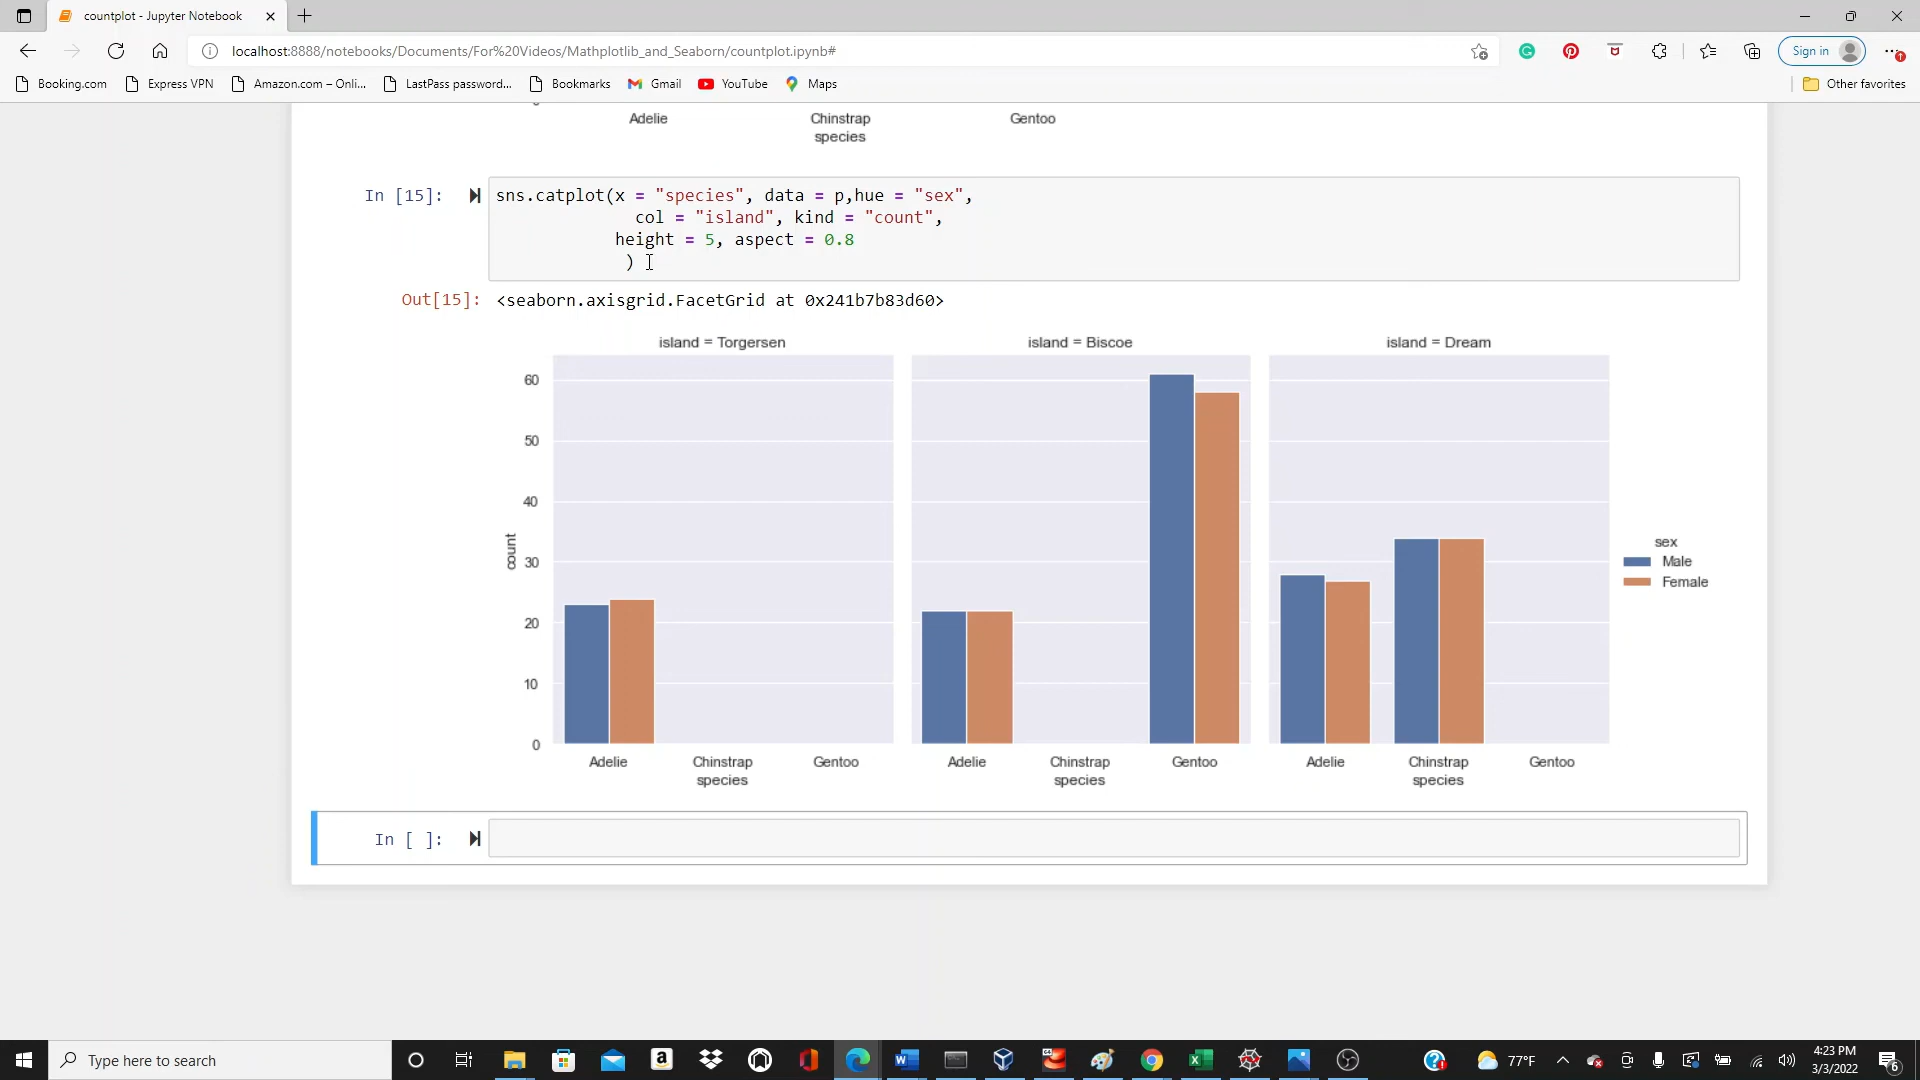 countplot - Jupyter Notebook
localhost:8888/notebooks/Documents/For%20Videos/Mathplotlib_and_Seaborn/countplot.ipynb#
Sign in
Booking.com Express VPN Amazon.com – Onli... LastPass password... Bookmarks Gmail YouTube Maps Other favorites
Adelie Chinstrap Gentoo
species
In [15]: sns.catplot(x = "species", data = p,hue = "sex",
col = "island", kind = "count",
height = 5, aspect = 0.8
)
Out[15]: <seaborn.axisgrid.FacetGrid at 0x241b7b83d60>
island = Torgersen island = Biscoe island = Dream
60
50
40
30
20
10
0
count
sex
Male
Female
Adelie Chinstrap Gentoo Adelie Chinstrap Gentoo Adelie Chinstrap Gentoo
species species species
In [ ]:
Type here to search
77°F
4:23 PM
3/3/2022
6